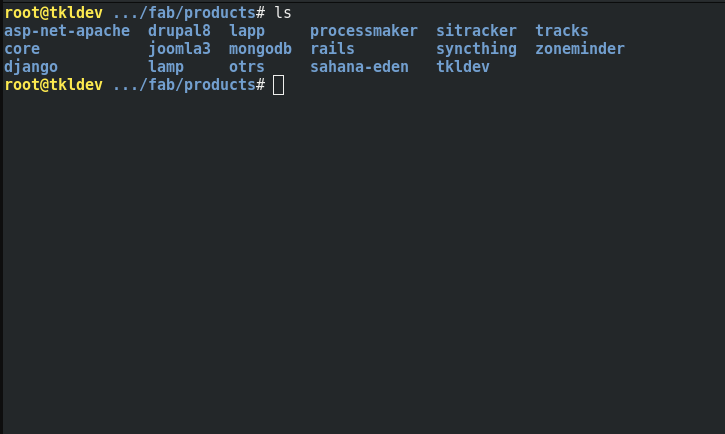 root@tkldev .../fab/products# ls
asp-net-apache  drupal8  lapp     processmaker  sitracker  tracks
core            joomla3  mongodb  rails         syncthing  zoneminder
django          lamp     otrs     sahana-eden   tkldev
root@tkldev .../fab/products#